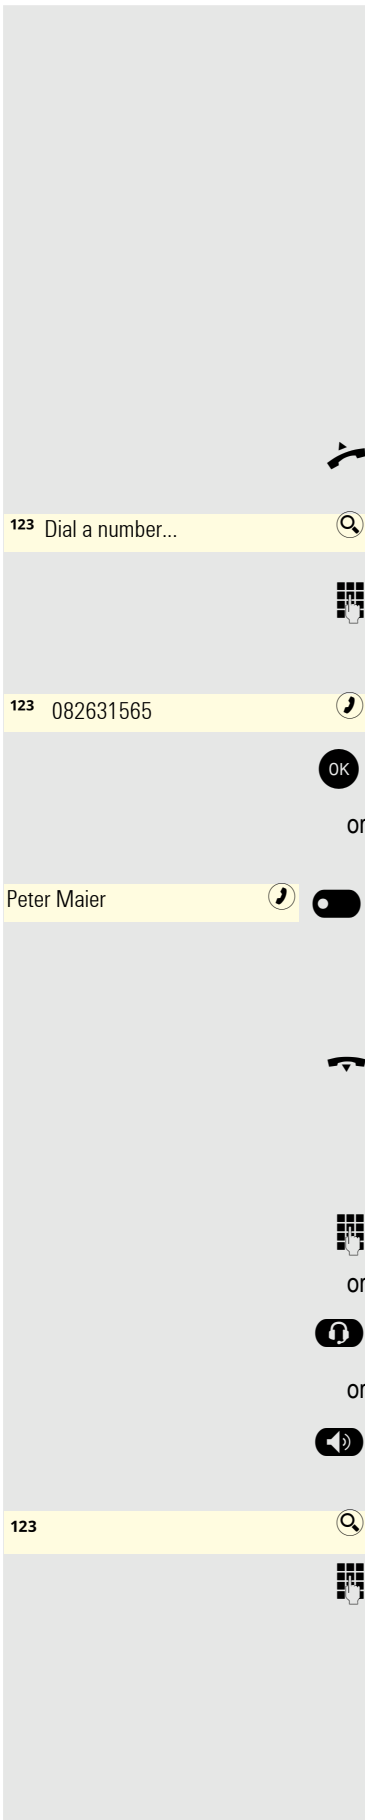 123 Dial a number...
123 082631565
OK
or
Peter Maier
or
or
123